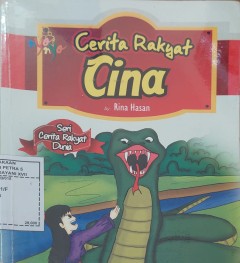 Cerita Rakyat
Cina
Rina Hasan
Seri
Cerita Rakyat
Dunia